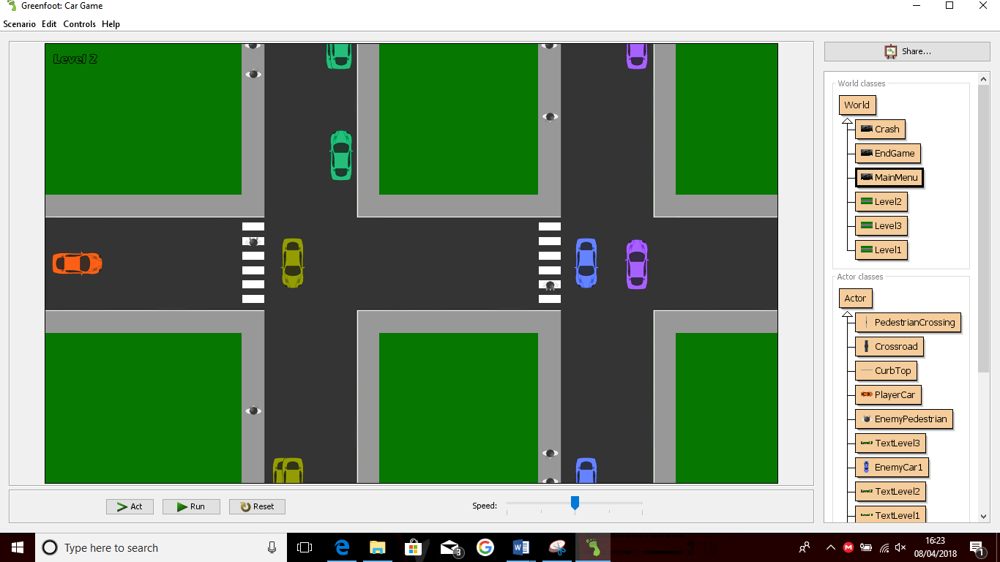 Greenfoot: Car Game
Scenario Edit Controls Help
Level 2
Share...
World classes
World
Crash
EndGame
MainMenu
Level2
Level3
Level1
Actor classes
Actor
PedestrianCrossing
Crossroad
CurbTop
PlayerCar
EnemyPedestrian
TextLevel3
EnemyCar1
TextLevel2
TextLevel1
Act Run Reset Speed:
Type here to search
3
16:23
08/04/2018
1